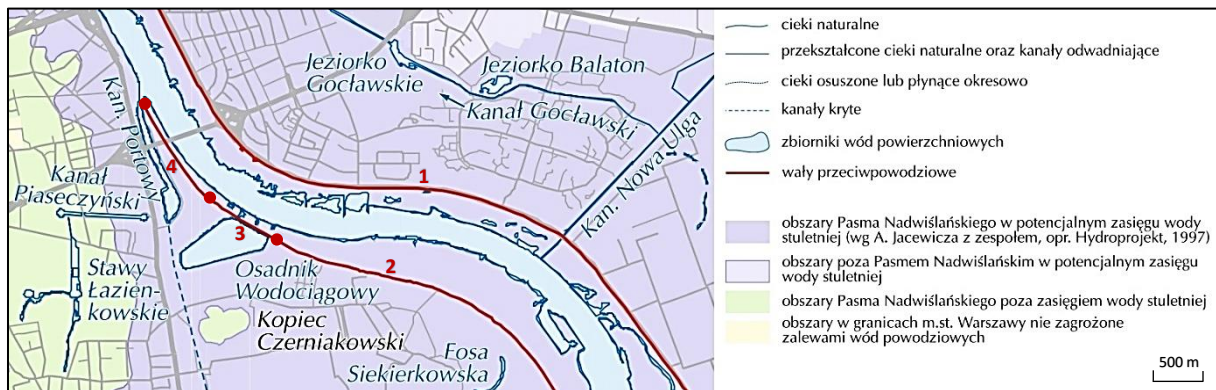 Jeziorko
Gocławskie
Jeziorko Balaton
Kanał Gocławski
Kan. Nowa Ulga
Kan. Portowy
Kanał
Piaseczyński
4
1
3
2
Stawy
Łazien-
kowskie
Osadnik
Wodociągowy
Kopiec
Czerniakowski
Fosa
Siekierkowska
cieki naturalne
przekształcone cieki naturalne oraz kanały odwadniające
cieki osuszone lub płynące okresowo
kanały kryte
zbiorniki wód powierzchniowych
wały przeciwpowodziowe
obszary Pasma Nadwiślańskiego w potencjalnym zasięgu wody
stuletniej (wg A. Jacewicza z zespołem, opr. Hydroprojekt, 1997)
obszary poza Pasmem Nadwiślańskim w potencjalnym zasięgu
wody stuletniej
obszary Pasma Nadwiślańskiego poza zasięgiem wody stuletniej
obszary w granicach m.st. Warszawy nie zagrożone
zalewami wód powodziowych
500 m